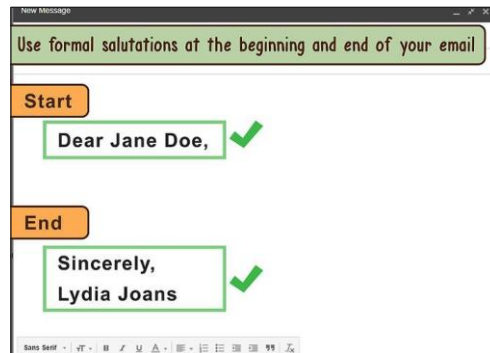 New Message
Use formal salutations at the beginning and end of your email
Start
Dear Jane Doe,
End
Sincerely,
Lydia Joans
Sans Serif